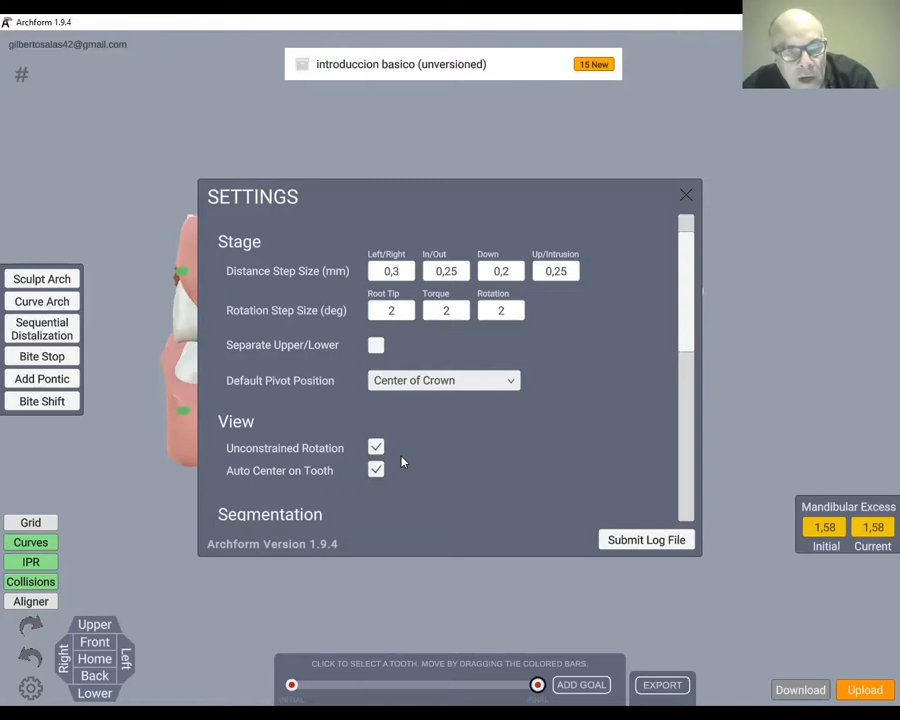 Archform 1.9.4
gilbertosalas42@gmail.com
#
introduccion basico (unversioned)
15 New
SETTINGS
Stage
Left/Right In/Out Down Up/Intrusion
Distance Step Size (mm) 0,3 0,25 0,2 0,25
Root Tip Torque Rotation
Rotation Step Size (deg) 2 2 2
Separate Upper/Lower
Default Pivot Position Center of Crown
View
Unconstrained Rotation
Auto Center on Tooth
Segmentation
Archform Version 1.9.4
Submit Log File
Sculpt Arch
Curve Arch
Sequential
Distalization
Bite Stop
Add Pontic
Bite Shift
Mandibular Excess
1,58 1,58
Initial Current
Grid
Curves
IPR
Collisions
Aligner
Upper
Front
Right Home Left
Back
Lower
CLICK TO SELECT A TOOTH. MOVE BY DRAGGING THE COLORED BARS.
ADD GOAL
EXPORT
INITIAL
Download
Upload